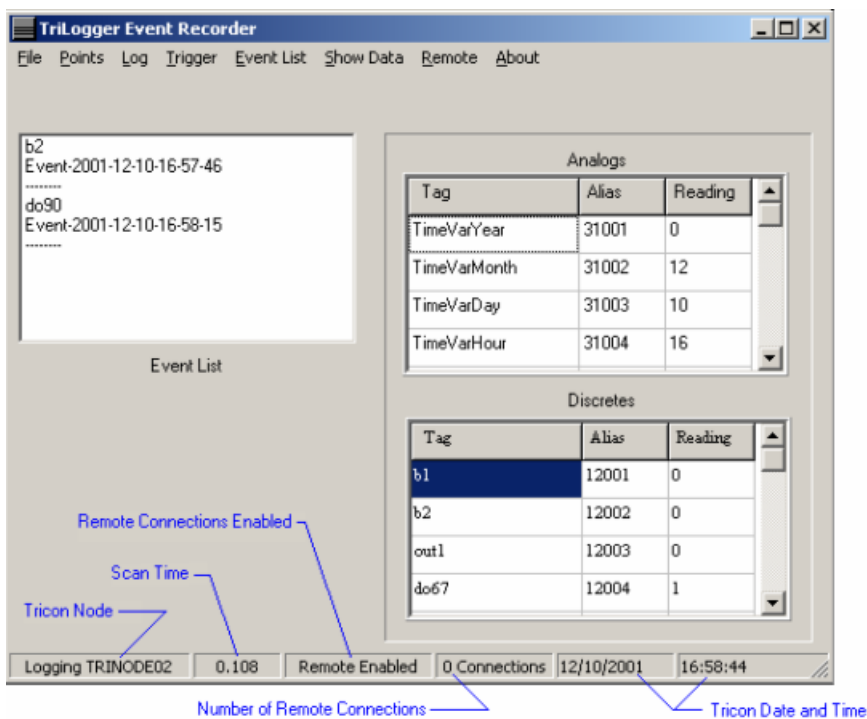 TriLogger Event Recorder
File Points Log Trigger Event List Show Data Remote About
b2
Event-2001-12-10-16-57-46
--------
do90
Event-2001-12-10-16-58-15
--------
Event List
Analogs
Tag Alias Reading
TimeVarYear 31001 0
TimeVarMonth 31002 12
TimeVarDay 31003 10
TimeVarHour 31004 16
Discretes
Tag Alias Reading
b1 12001 0
b2 12002 0
out1 12003 0
do67 12004 1
Remote Connections Enabled
Scan Time
Tricon Node
Logging TRINODE02 0.108 Remote Enabled 0 Connections 12/10/2001 16:58:44
Number of Remote Connections Tricon Date and Time